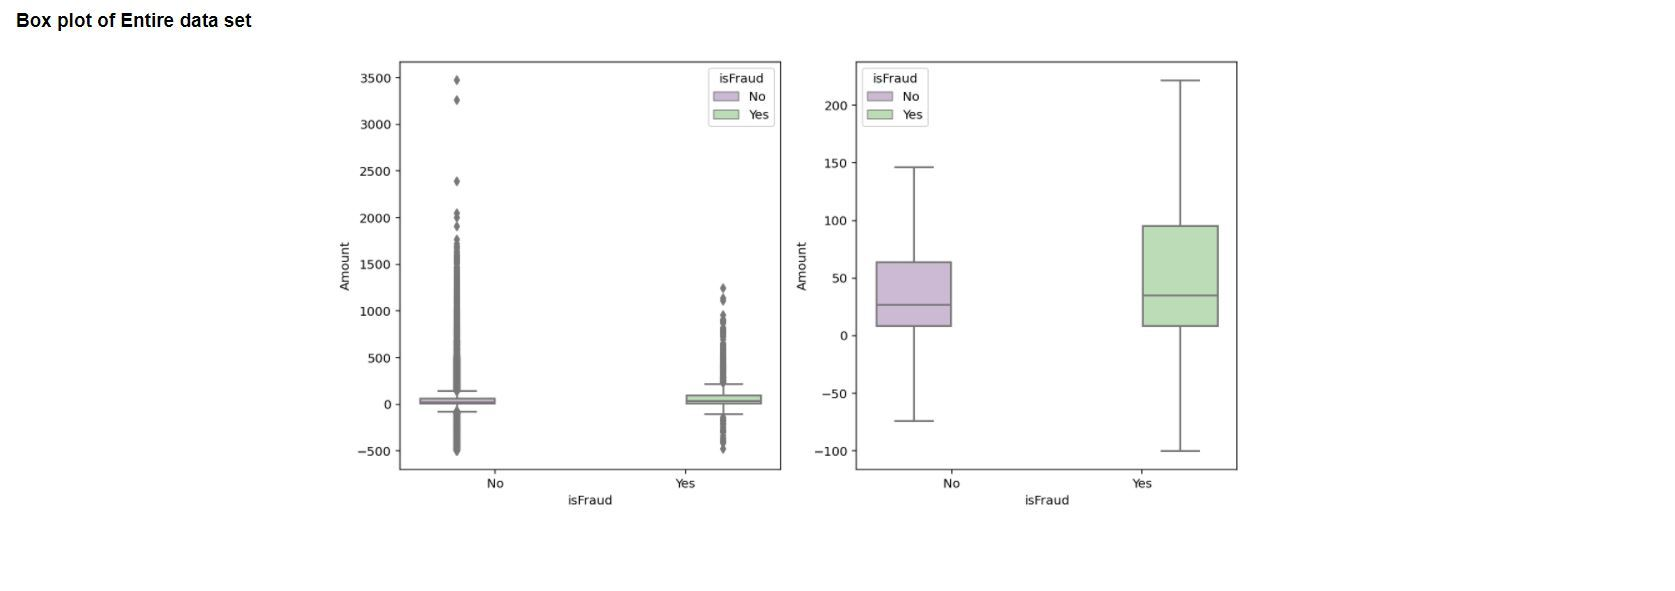 Box plot of Entire data set
3500
3000
2500
2000
1500
1000
500
0
−500
Amount
isFraud
No
Yes
No
Yes
isFraud
200
150
100
50
0
−50
−100
Amount
isFraud
No
Yes
No
Yes
isFraud